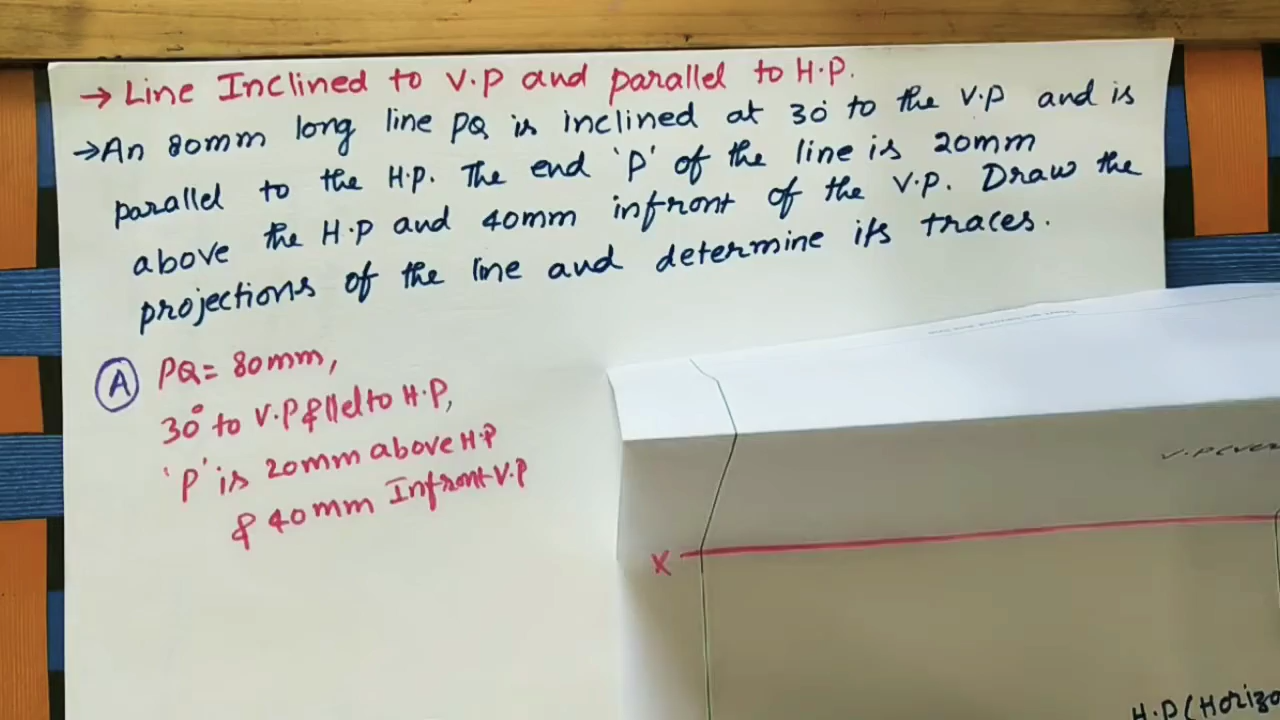 → Line Inclined to V.P and parallel to H.P.
→ An 80mm long line PQ is inclined at 30° to the V.P and is
parallel to the H.P. The end 'P' of the line is 20mm
above the H.P and 40mm infront of the V.P. Draw the
projections of the line and determine its traces.
A PQ = 80mm,
30° to V.P & llel to H.P,
'P' is 20mm above H.P
& 40mm Infront V.P
V.P(Ver
X
H.P(Horizo